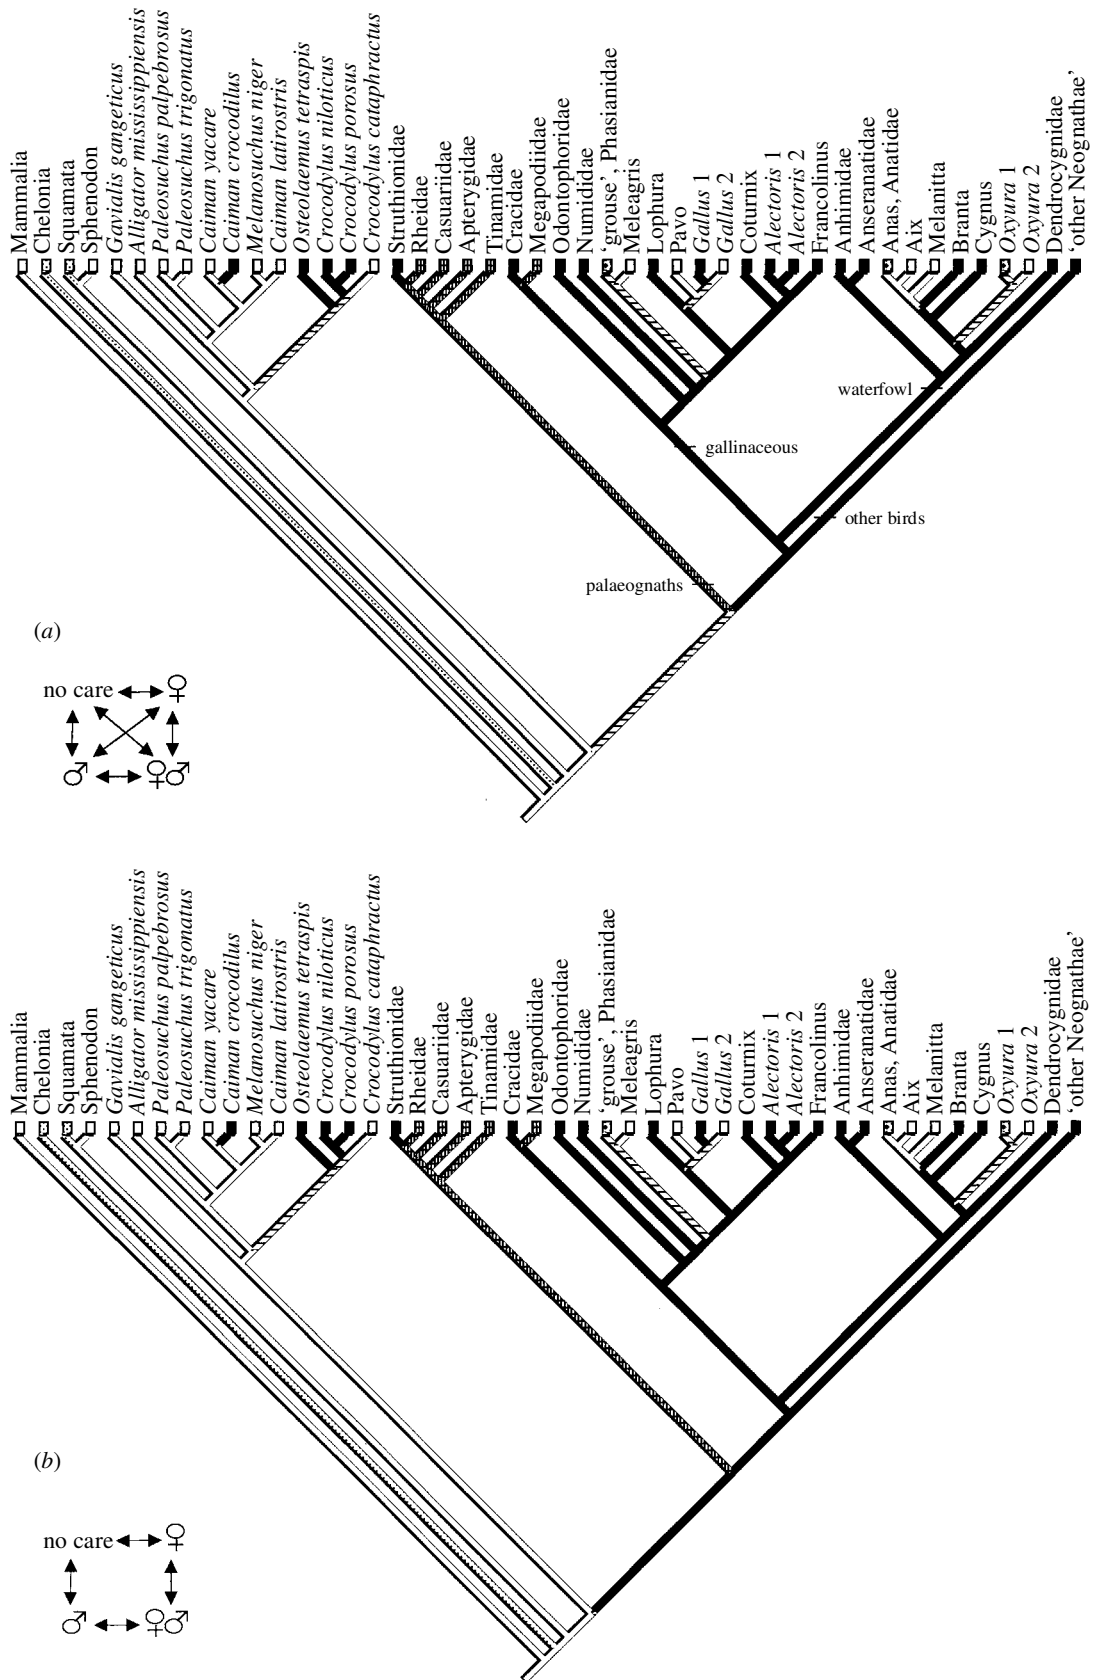 Mammalia
Chelonia
Squamata
Sphenodon
Gavialis gangeticus
Alligator mississippiensis
Paleosuchus palpebrosus
Paleosuchus trigonatus
Caiman yacare
Caiman crocodilus
Melanosuchus niger
Caiman latirostris
Osteolaemus tetraspis
Crocodylus niloticus
Crocodylus porosus
Crocodylus cataphractus
Struthionidae
Rheidae
Casuariidae
Apterygidae
Tinamidae
Cracidae
Megapodiidae
Odontophoridae
Numididae
'grouse', Phasianidae
Meleagris
Lophura
Pavo
Gallus 1
Gallus 2
Coturnix
Alectoris 1
Alectoris 2
Francolinus
Anhimidae
Anseranatidae
Anas, Anatidae
Aix
Melanitta
Branta
Cygnus
Oxyura 1
Oxyura 2
Dendrocygnidae
'other Neognathae'
waterfowl
gallinaceous
other birds
palaeognaths
(a)
no care ♀
♂ ♀♂
Mammalia
Chelonia
Squamata
Sphenodon
Gavialis gangeticus
Alligator mississippiensis
Paleosuchus palpebrosus
Paleosuchus trigonatus
Caiman yacare
Caiman crocodilus
Melanosuchus niger
Caiman latirostris
Osteolaemus tetraspis
Crocodylus niloticus
Crocodylus porosus
Crocodylus cataphractus
Struthionidae
Rheidae
Casuariidae
Apterygidae
Tinamidae
Cracidae
Megapodiidae
Odontophoridae
Numididae
'grouse', Phasianidae
Meleagris
Lophura
Pavo
Gallus 1
Gallus 2
Coturnix
Alectoris 1
Alectoris 2
Francolinus
Anhimidae
Anseranatidae
Anas, Anatidae
Aix
Melanitta
Branta
Cygnus
Oxyura 1
Oxyura 2
Dendrocygnidae
'other Neognathae'
(b)
no care ♀
♂ ♀♂